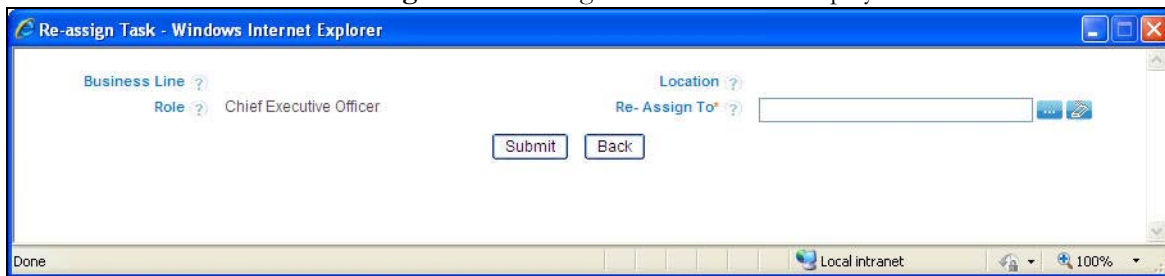 Re-assign Task - Windows Internet Explorer
Business Line ? Location ?
Role ? Chief Executive Officer Re- Assign To* ? ...
Submit Back
Done Local intranet 100%